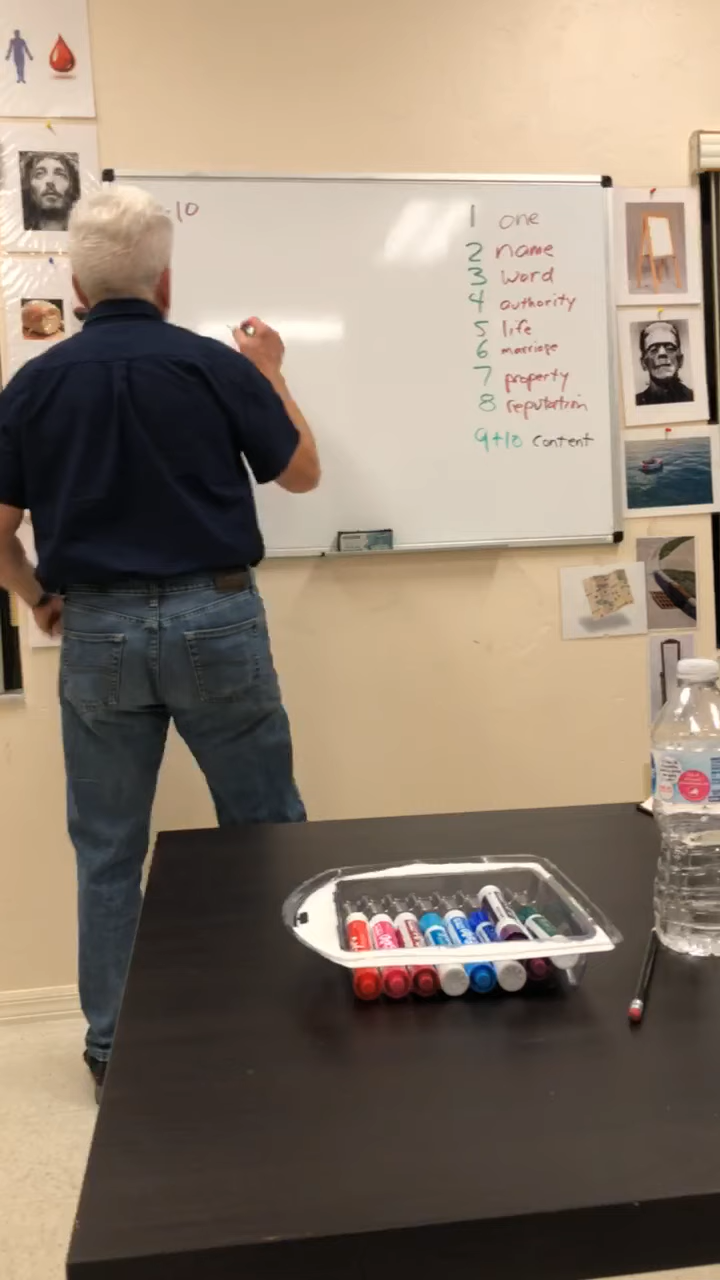 10
1 one
2 name
3 word
4 authority
5 life
6 marriage
7 property
8 reputation
9+10 content